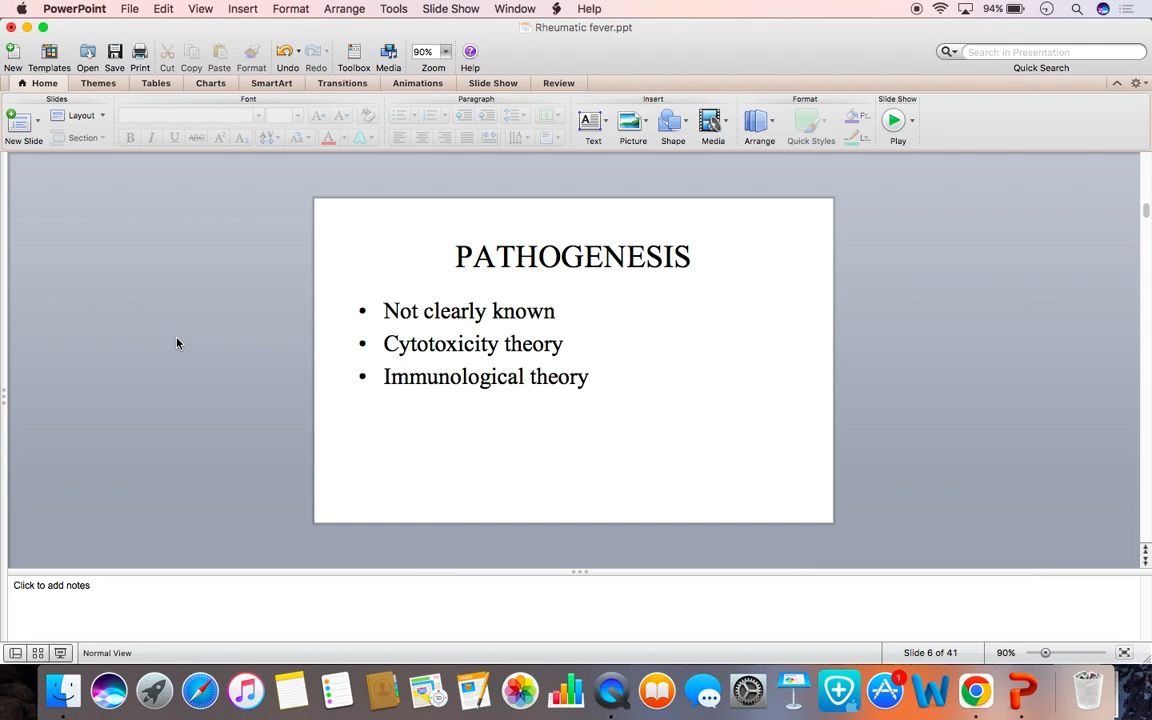 PowerPoint File Edit View Insert Format Arrange Tools Slide Show Window Help 94%
Rheumatic fever.ppt
90%
Search in Presentation
New Templates Open Save Print Cut Copy Paste Format Undo Redo Toolbox Media Zoom Help
Quick Search
Home Themes Tables Charts SmartArt Transitions Animations Slide Show Review
Slides Font Paragraph Insert Format Slide Show
Layout
New Slide Section Text Picture Shape Media Arrange Quick Styles Play
PATHOGENESIS
• Not clearly known
• Cytotoxicity theory
• Immunological theory
Click to add notes
Normal View Slide 6 of 41 90%
1